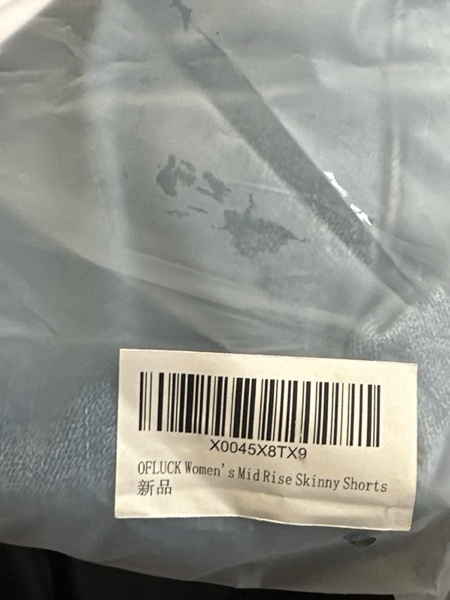 X0045X8TX9
OFLUCK Women's Mid Rise Skinny Shorts
新品